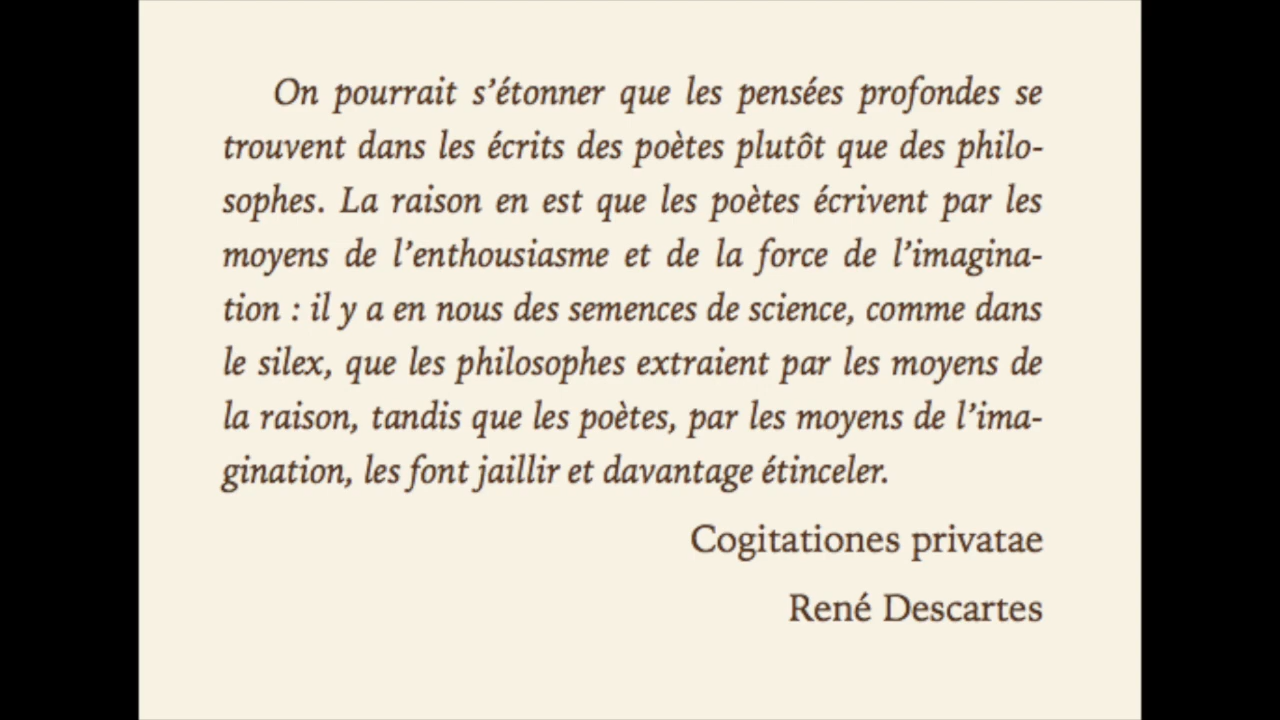 On pourrait s’étonner que les pensées profondes se
trouvent dans les écrits des poètes plutôt que des philo-
sophes. La raison en est que les poètes écrivent par les
moyens de l’enthousiasme et de la force de l’imagina-
tion : il y a en nous des semences de science, comme dans
le silex, que les philosophes extraient par les moyens de
la raison, tandis que les poètes, par les moyens de l’ima-
gination, les font jaillir et davantage étinceler.
Cogitationes privatae
René Descartes